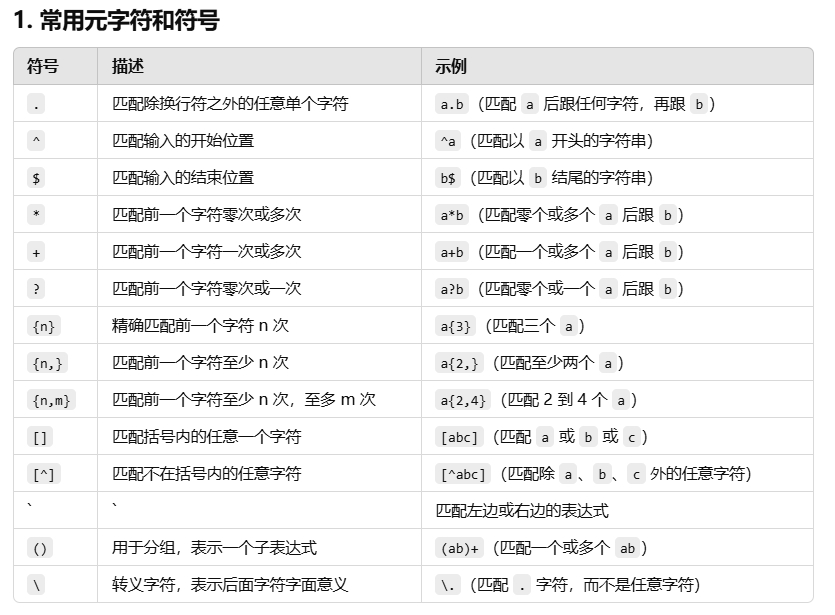 1. 常用元字符和符号
符号 描述 示例
. 匹配除换行符之外的任意单个字符 a.b（匹配 a 后跟任何字符，再跟 b）
^ 匹配输入的开始位置 ^a（匹配以 a 开头的字符串）
$ 匹配输入的结束位置 b$（匹配以 b 结尾的字符串）
* 匹配前一个字符零次或多次 a*b（匹配零个或多个 a 后跟 b）
+ 匹配前一个字符一次或多次 a+b（匹配一个或多个 a 后跟 b）
? 匹配前一个字符零次或一次 a?b（匹配零个或一个 a 后跟 b）
{n} 精确匹配前一个字符 n 次 a{3}（匹配三个 a）
{n,} 匹配前一个字符至少 n 次 a{2,}（匹配至少两个 a）
{n,m} 匹配前一个字符至少 n 次，至多 m 次 a{2,4}（匹配 2 到 4 个 a）
[] 匹配括号内的任意一个字符 [abc]（匹配 a 或 b 或 c）
[^] 匹配不在括号内的任意字符 [^abc]（匹配除 a、b、c 外的任意字符）
` ` 匹配左边或右边的表达式
() 用于分组，表示一个子表达式 (ab)+（匹配一个或多个 ab）
\ 转义字符，表示后面字符字面意义 \.（匹配 . 字符，而不是任意字符）